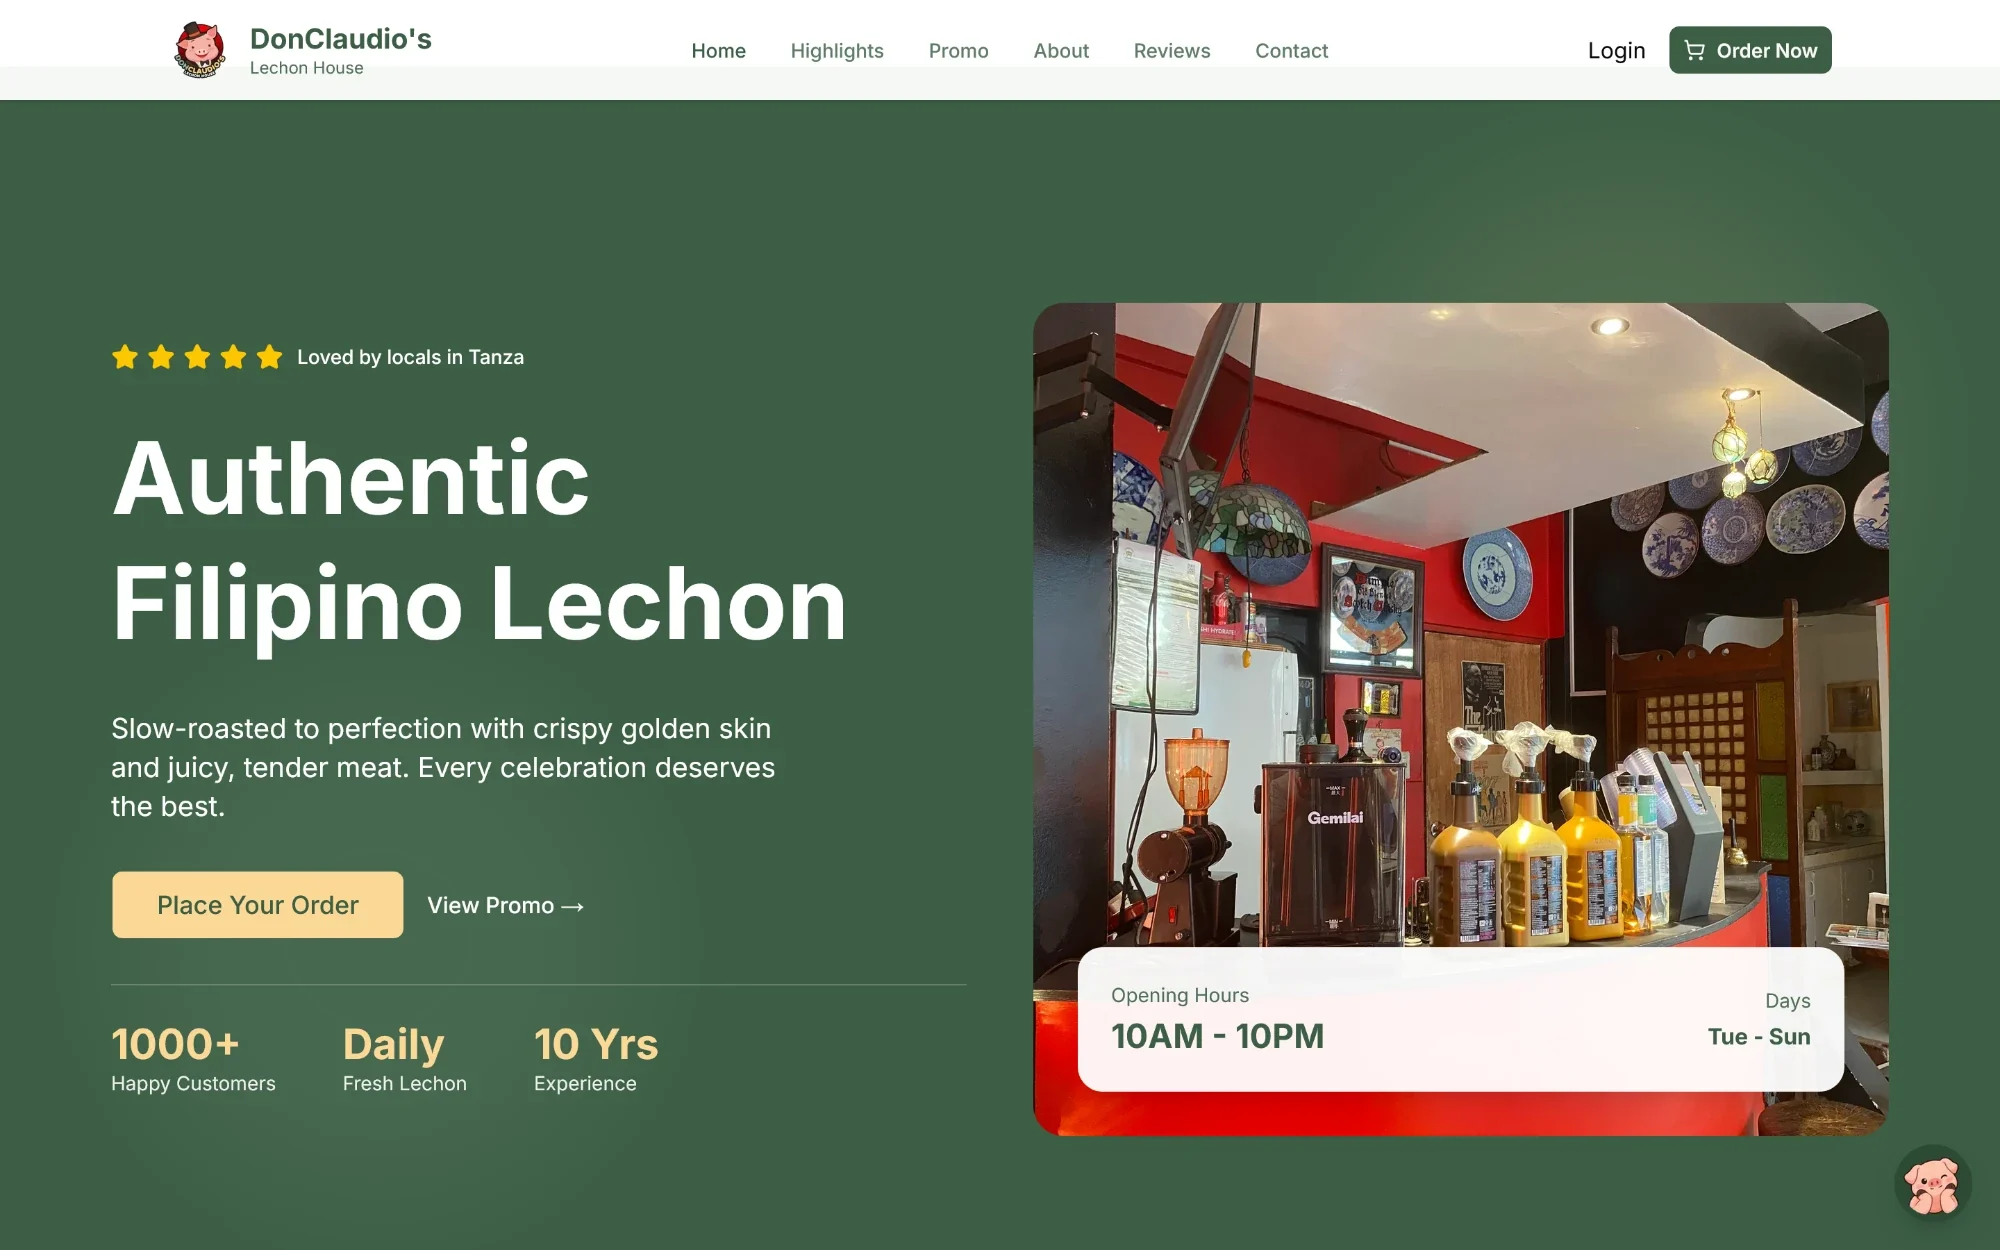 DonClaudio's
Lechon House
Home
Highlights
Promo
About
Reviews
Contact
Login
Order Now
Loved by locals in Tanza
Authentic
Filipino Lechon
Slow-roasted to perfection with crispy golden skin
and juicy, tender meat. Every celebration deserves
the best.
Place Your Order
View Promo →
1000+
Happy Customers
Daily
Fresh Lechon
10 Yrs
Experience
Gemilai
The
Opening Hours
10AM - 10PM
Days
Tue - Sun